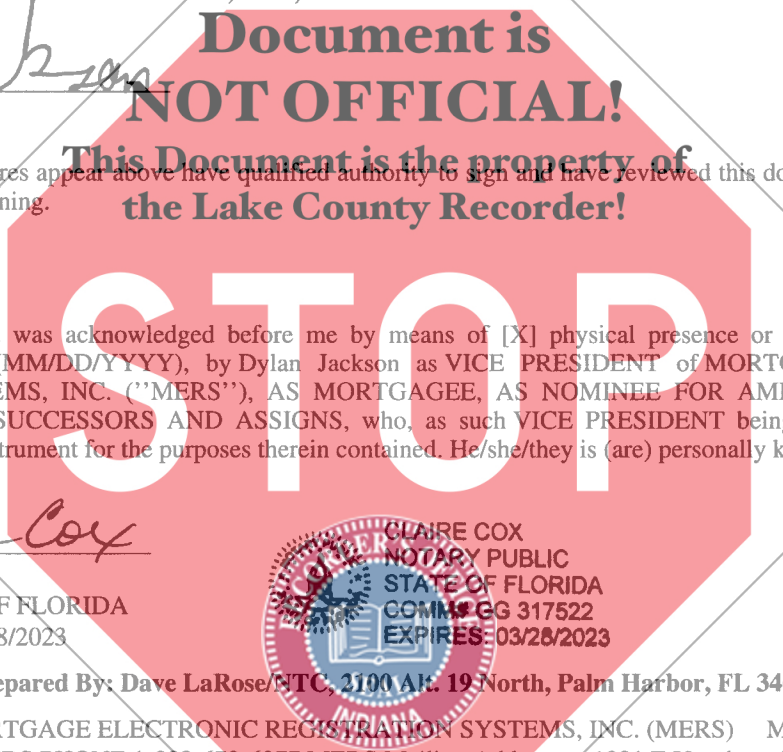 Document is
NOT OFFICIAL!
This Document is the property of
the Lake County Recorder!
res appear above have qualified authority to sign and have reviewed this do
ning.
STOP
was acknowledged before me by means of [X] physical presence or
(MM/DD/YYYY), by Dylan Jackson as VICE PRESIDENT of MORTG
EMS, INC. (''MERS''), AS MORTGAGEE, AS NOMINEE FOR AM
SUCCESSORS AND ASSIGNS, who, as such VICE PRESIDENT being
trument for the purposes therein contained. He/she/they is (are) personally k
Cox
CLAIRE COX
NOTARY PUBLIC
STATE OF FLORIDA
COMM# GG 317522
EXPIRES: 03/28/2023
F FLORIDA
8/2023
RECORDER OFFICE
INDIANA
epared By: Dave LaRose/NTC, 2100 Alt. 19 North, Palm Harbor, FL 34
RTGAGE ELECTRONIC REGISTRATION SYSTEMS, INC. (MERS) M